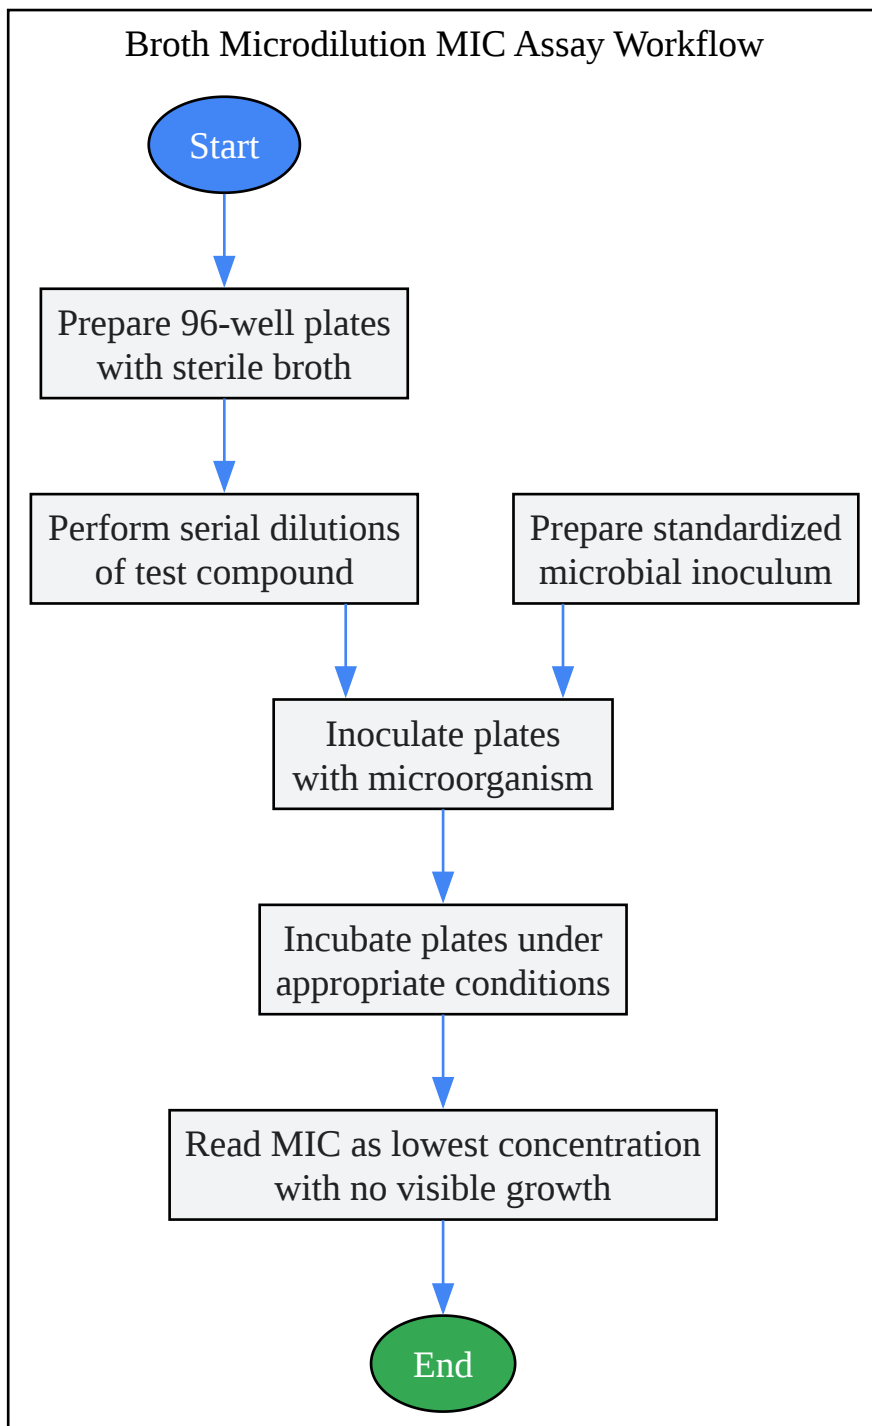 Broth Microdilution MIC Assay Workflow
Start
Prepare 96-well plates
with sterile broth
Perform serial dilutions
of test compound
Prepare standardized
microbial inoculum
Inoculate plates
with microorganism
Incubate plates under
appropriate conditions
Read MIC as lowest concentration
with no visible growth
End